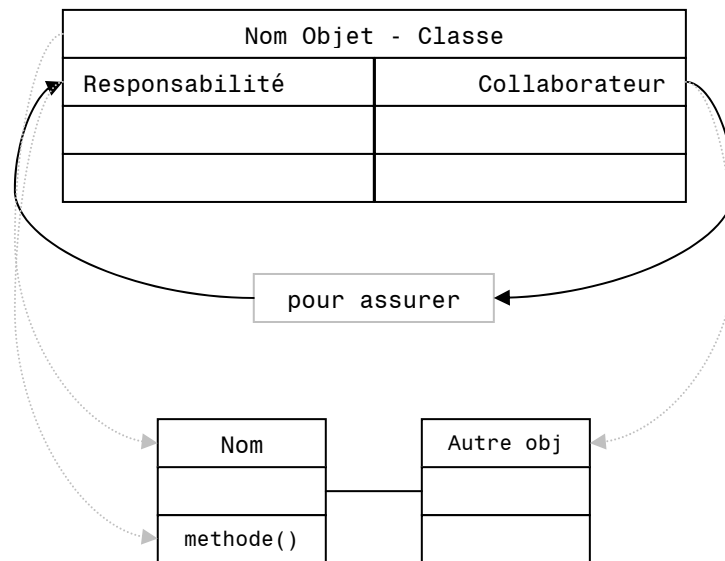 Nom Objet - Classe
Responsabilité
Collaborateur
pour assurer
Nom
Autre obj
methode()